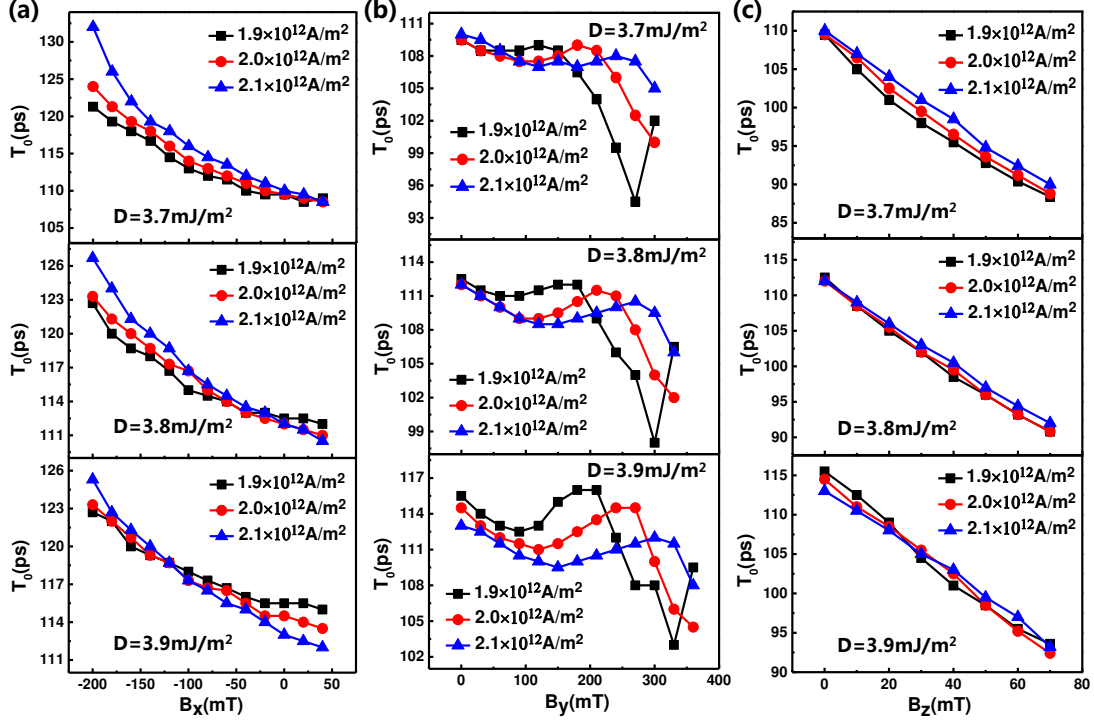 (a)
T₀(ps)
130
125
120
115
110
1.9×10¹²A/m²
2.0×10¹²A/m²
2.1×10¹²A/m²
D=3.7mJ/m²
T₀(ps)
126
123
120
117
114
111
1.9×10¹²A/m²
2.0×10¹²A/m²
2.1×10¹²A/m²
D=3.8mJ/m²
T₀(ps)
126
123
120
117
114
111
1.9×10¹²A/m²
2.0×10¹²A/m²
2.1×10¹²A/m²
D=3.9mJ/m²
-200 -150 -100 -50 0 50
Bₓ(mT)
(b)
T₀(ps)
111
108
105
102
99
96
93
D=3.7mJ/m²
1.9×10¹²A/m²
2.0×10¹²A/m²
2.1×10¹²A/m²
T₀(ps)
114
111
108
105
102
99
D=3.8mJ/m²
1.9×10¹²A/m²
2.0×10¹²A/m²
2.1×10¹²A/m²
T₀(ps)
117
114
111
108
105
102
D=3.9mJ/m²
1.9×10¹²A/m²
2.0×10¹²A/m²
2.1×10¹²A/m²
0 100 200 300 400
Bᵧ(mT)
(c)
T₀(ps)
110
105
100
95
90
85
1.9×10¹²A/m²
2.0×10¹²A/m²
2.1×10¹²A/m²
D=3.7mJ/m²
T₀(ps)
115
110
105
100
95
90
1.9×10¹²A/m²
2.0×10¹²A/m²
2.1×10¹²A/m²
D=3.8mJ/m²
T₀(ps)
115
110
105
100
95
90
1.9×10¹²A/m²
2.0×10¹²A/m²
2.1×10¹²A/m²
D=3.9mJ/m²
0 20 40 60 80
B_z(mT)